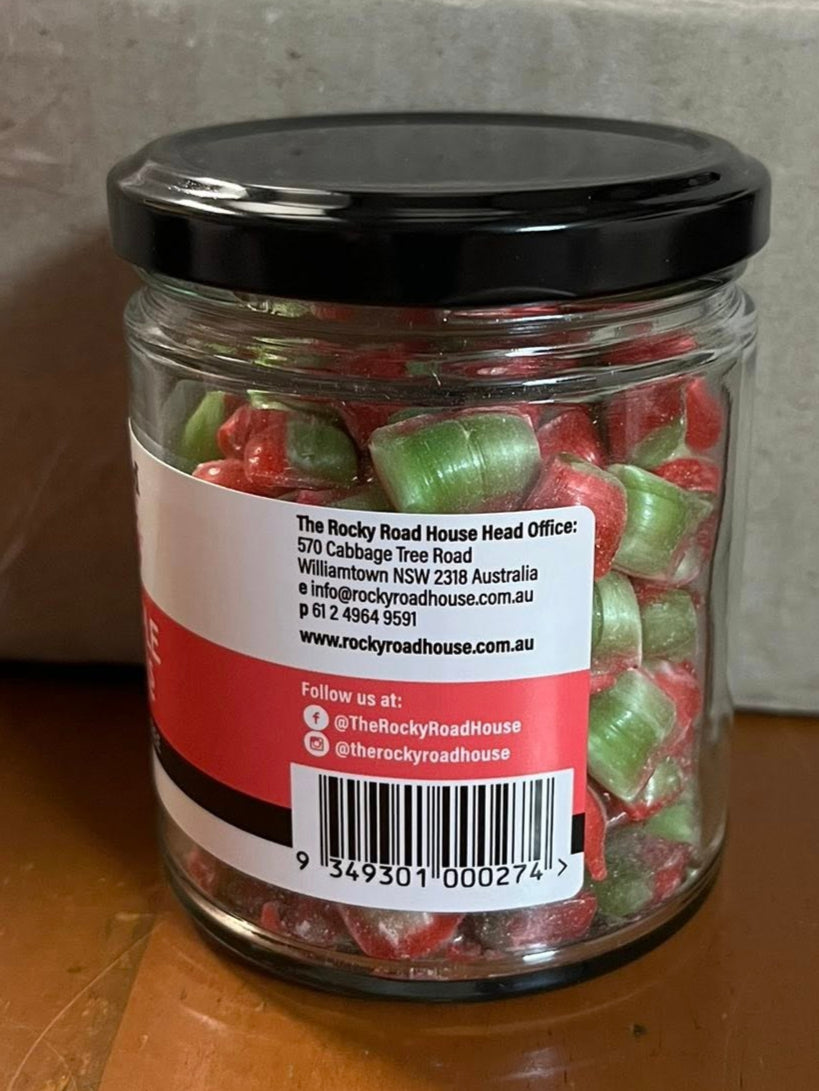 The Rocky Road House Head Office:
570 Cabbage Tree Road
Williamtown NSW 2318 Australia
e info@rockyroadhouse.com.au
p 61 2 4964 9591
www.rockyroadhouse.com.au
Follow us at:
@TheRockyRoadHouse
@therockyroadhouse
9 349301 000274 >